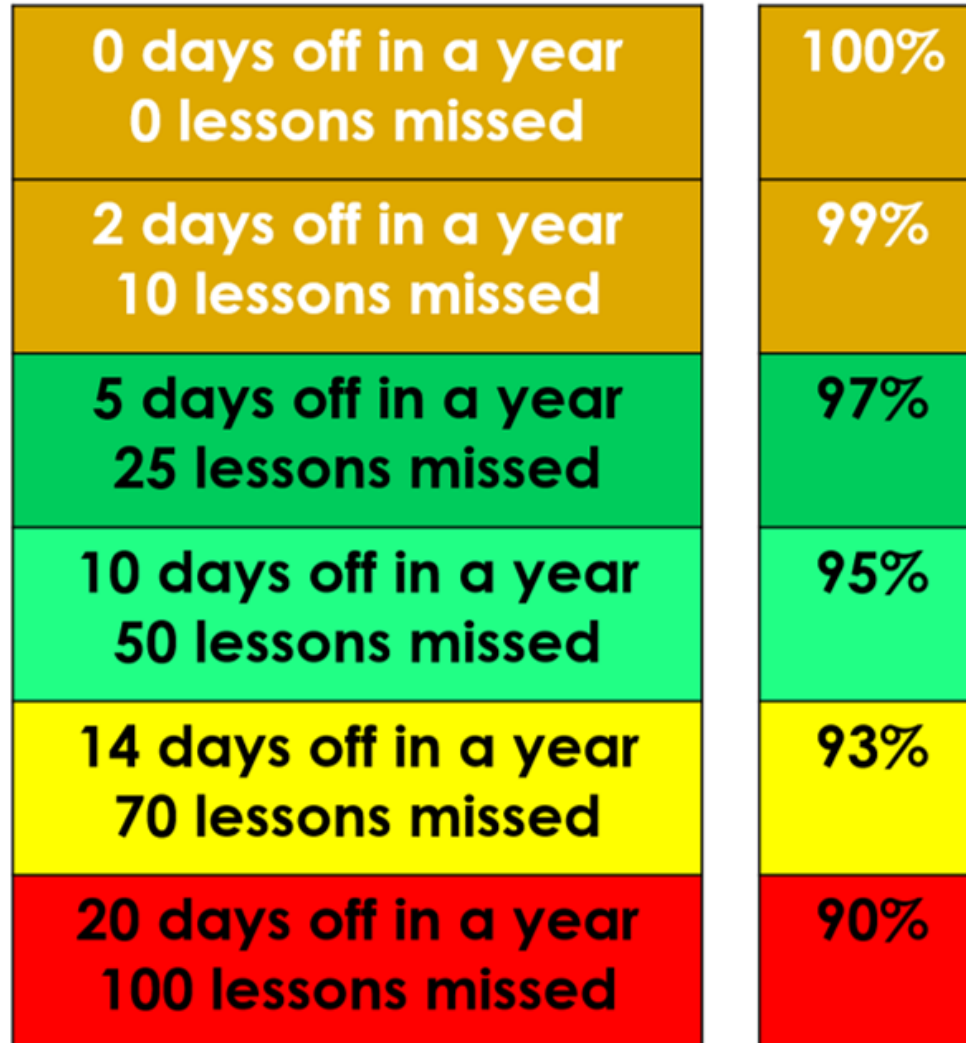 0 days off in a year
0 lessons missed
100%
2 days off in a year
10 lessons missed
99%
5 days off in a year
25 lessons missed
97%
10 days off in a year
50 lessons missed
95%
14 days off in a year
70 lessons missed
93%
20 days off in a year
100 lessons missed
90%